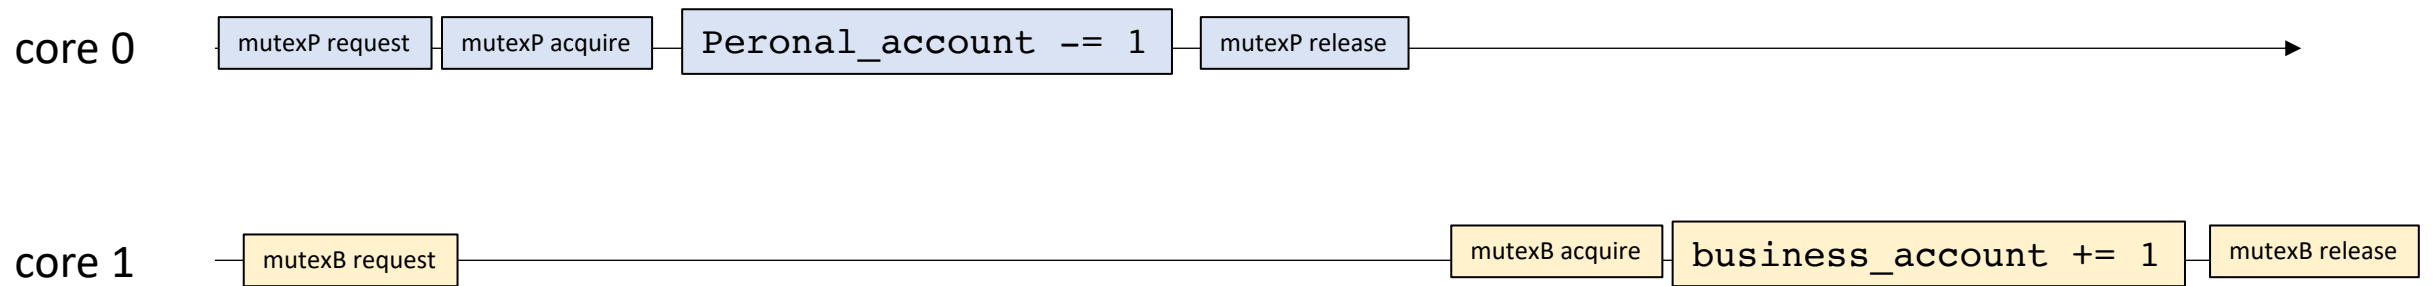 core 0
mutexP request
mutexP acquire
Peronal_account -= 1
mutexP release
core 1
mutexB request
mutexB acquire
business_account += 1
mutexB release